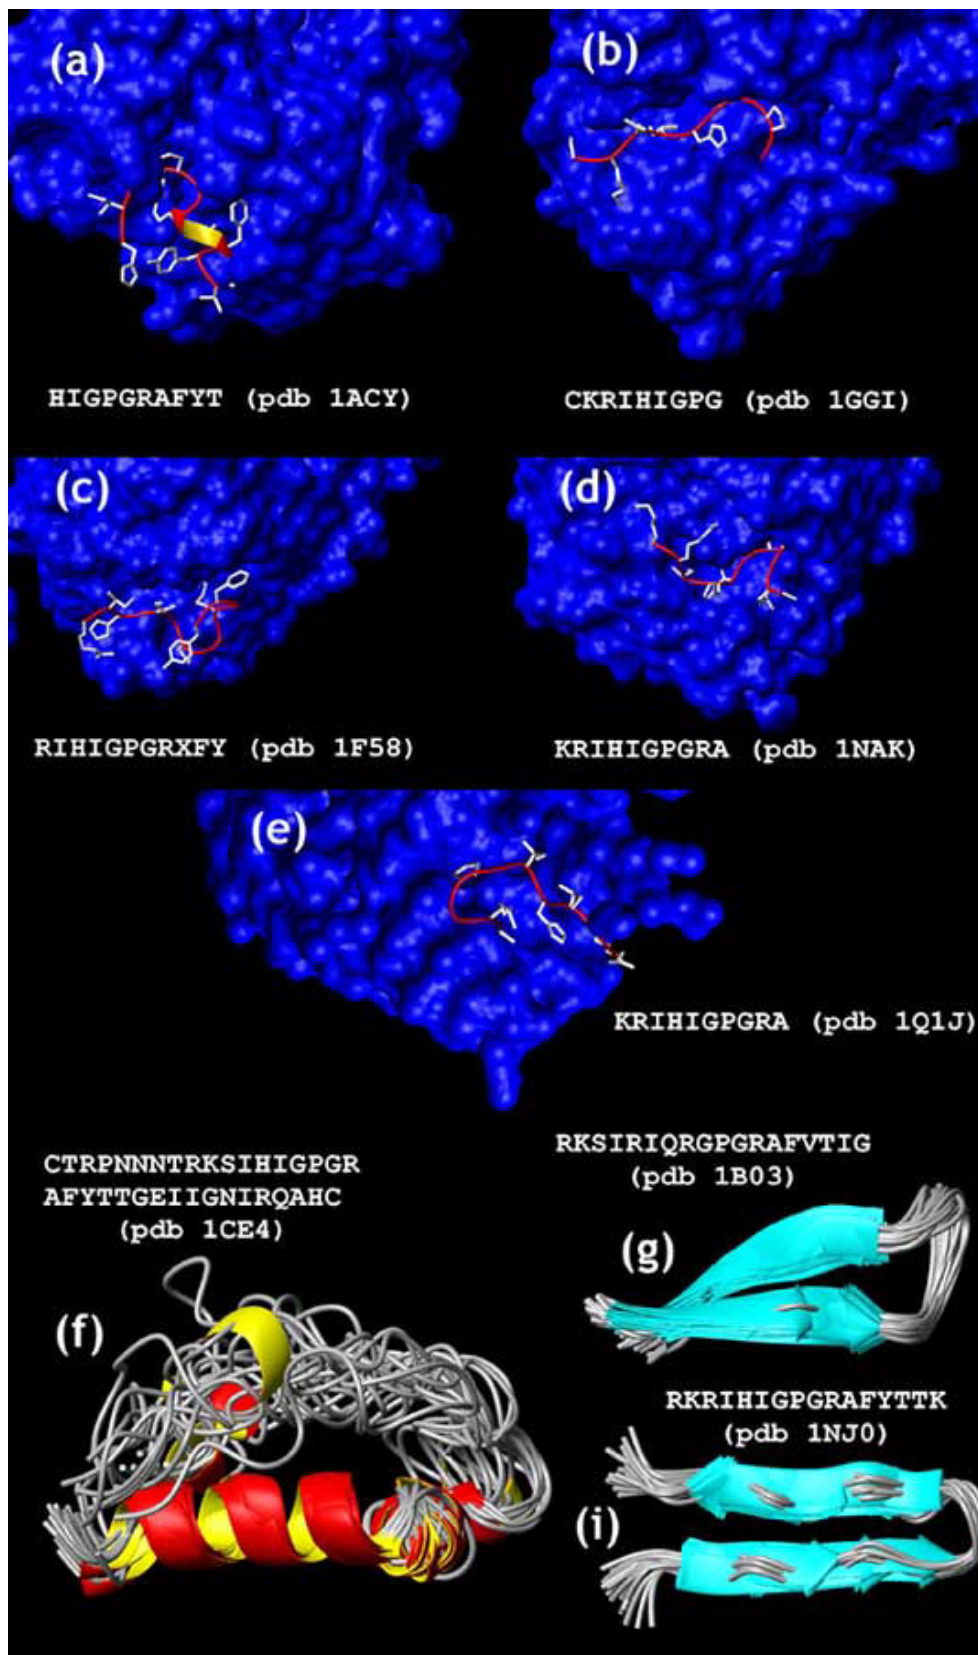 (a)
(b)
HIGPGRAFYT (pdb 1ACY)
CKRIHIGPG (pdb 1GGI)
(c)
(d)
RIHIGPGRXFY (pdb 1F58)
KRIHIGPGRA (pdb 1NAK)
(e)
KRIHIGPGRA (pdb 1Q1J)
CTRPNNNTRKSIHIGPGR
AFYTTGEIIGNIRQAHC
(pdb 1CE4)
RKSIRIQRGPGRAFVTIG
(pdb 1B03)
(g)
(f)
RKRIHIGPGRAFYTTK
(pdb 1NJ0)
(i)